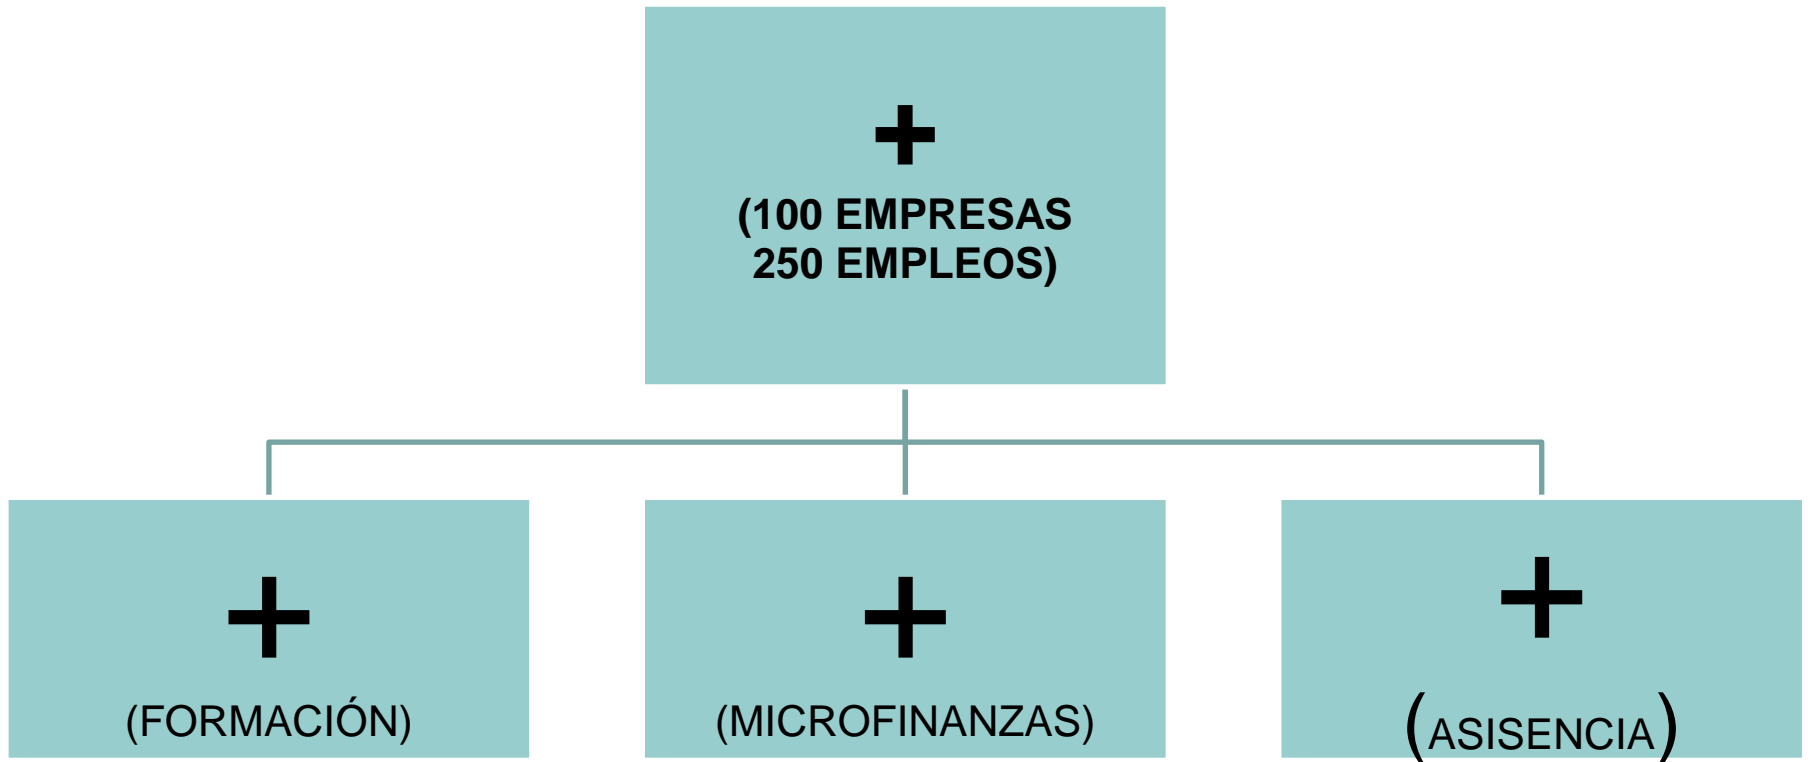 +
(100 EMPRESAS
250 EMPLEOS)
+
(FORMACIÓN)
+
(MICROFINANZAS)
+
(ASISENCIA)